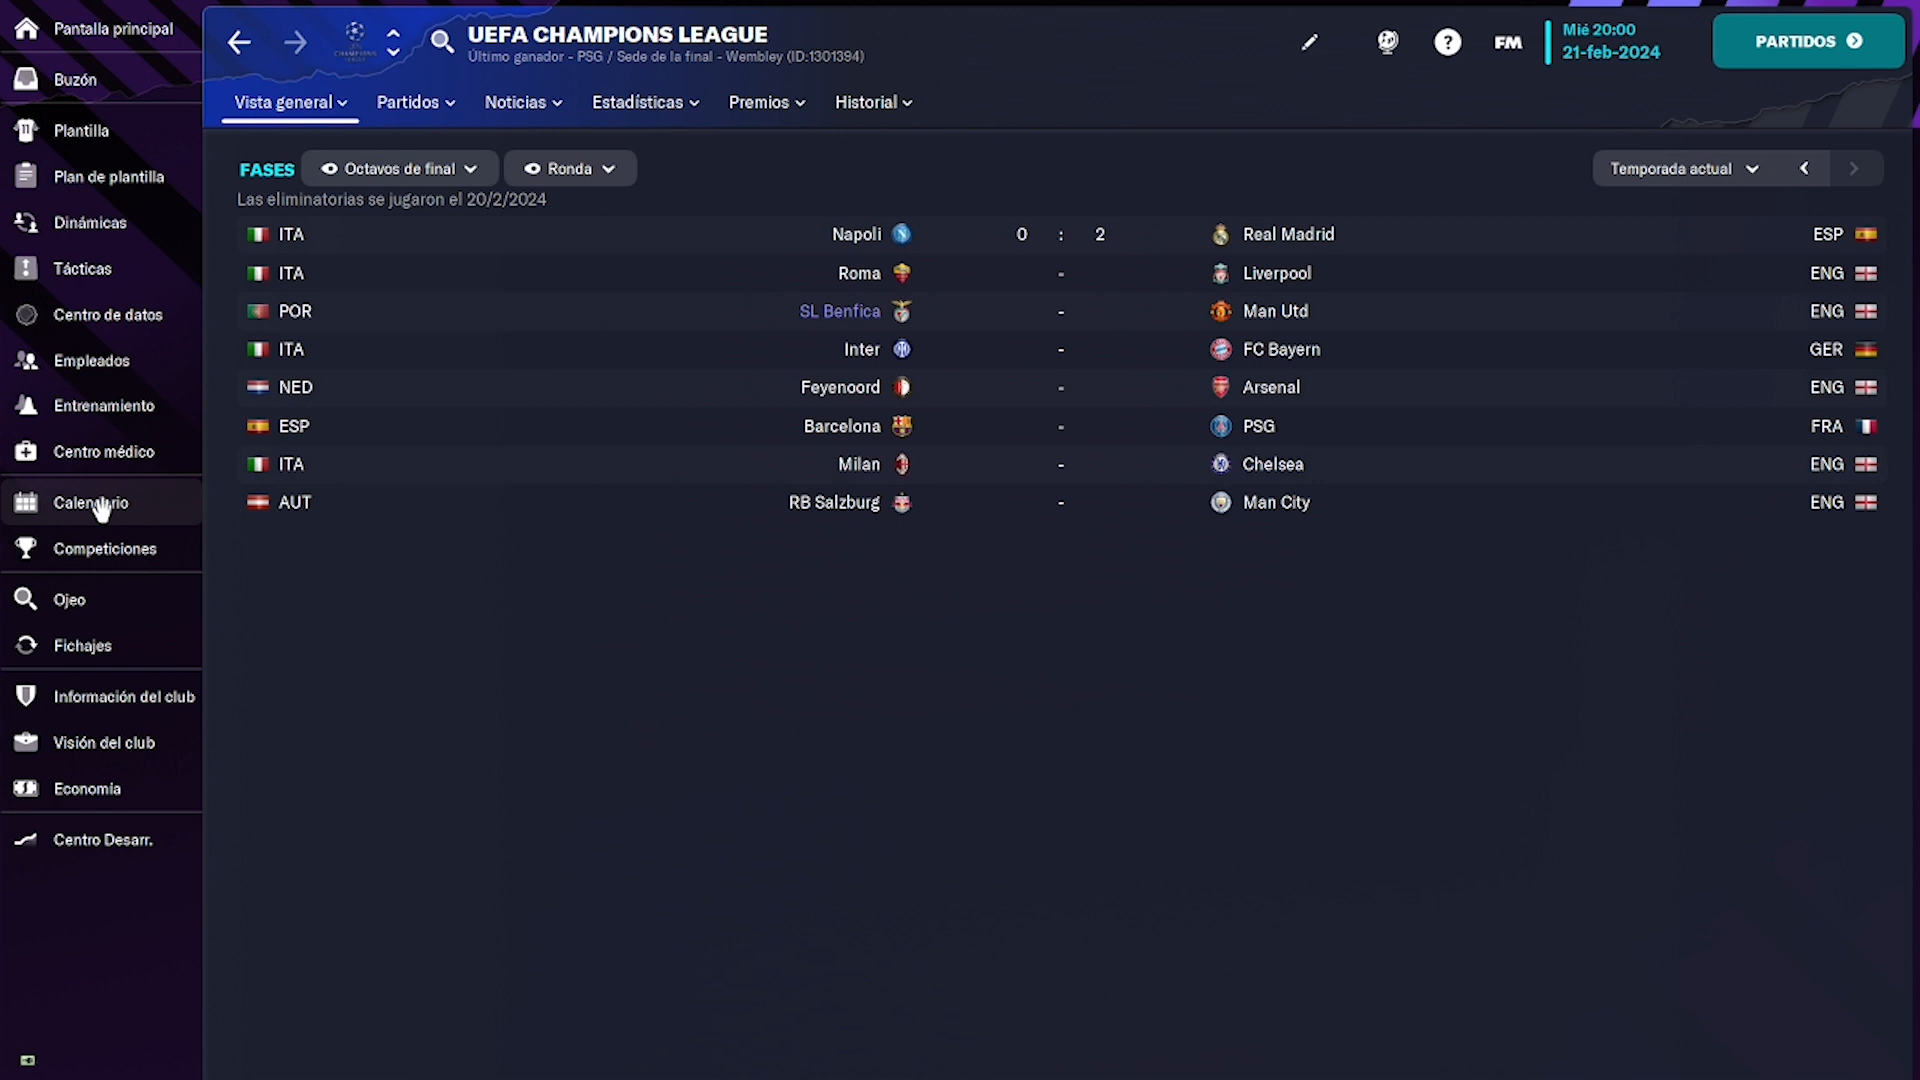 Pantalla principal
Buzón
Plantilla
Plan de plantilla
Dinámicas
Tácticas
Centro de datos
Empleados
Entrenamiento
Centro médico
Calendario
Competiciones
Ojeo
Fichajes
Información del club
Visión del club
Economía
Centro Desarr.
UEFA CHAMPIONS LEAGUE
Último ganador - PSG / Sede de la final - Wembley (ID:1301394)
? FM
Mié 20:00
21-feb-2024
PARTIDOS
Vista general Partidos Noticias Estadísticas Premios Historial
FASES Octavos de final Ronda Temporada actual
Las eliminatorias se jugaron el 20/2/2024
ITA Napoli 0 : 2 Real Madrid ESP
ITA Roma - Liverpool ENG
POR SL Benfica - Man Utd ENG
ITA Inter - FC Bayern GER
NED Feyenoord - Arsenal ENG
ESP Barcelona - PSG FRA
ITA Milan - Chelsea ENG
AUT RB Salzburg - Man City ENG